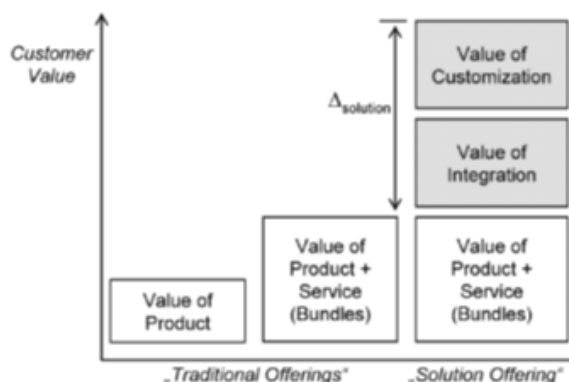 Customer
Value
Δsolution
Value of
Customization
Value of
Integration
Value of
Product
Value of
Product +
Service
(Bundles)
Value of
Product +
Service
(Bundles)
„Traditional Offerings“
„Solution Offering“